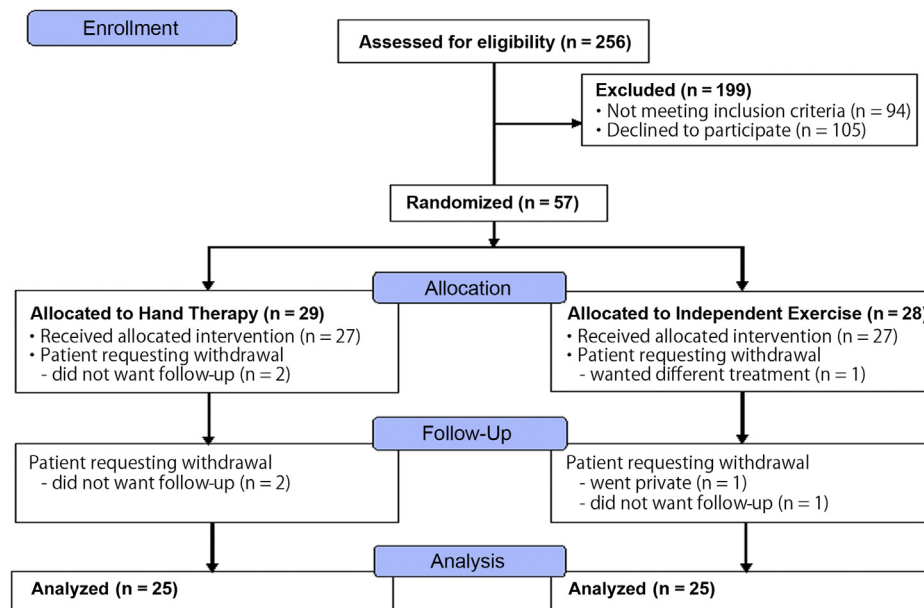 Enrollment
Assessed for eligibility (n = 256)
Excluded (n = 199)
• Not meeting inclusion criteria (n = 94)
• Declined to participate (n = 105)
Randomized (n = 57)
Allocation
Allocated to Hand Therapy (n = 29)
• Received allocated intervention (n = 27)
• Patient requesting withdrawal
- did not want follow-up (n = 2)
Allocated to Independent Exercise (n = 28)
• Received allocated intervention (n = 27)
• Patient requesting withdrawal
- wanted different treatment (n = 1)
Follow-Up
Patient requesting withdrawal
- did not want follow-up (n = 2)
Patient requesting withdrawal
- went private (n = 1)
- did not want follow-up (n = 1)
Analysis
Analyzed (n = 25)
Analyzed (n = 25)